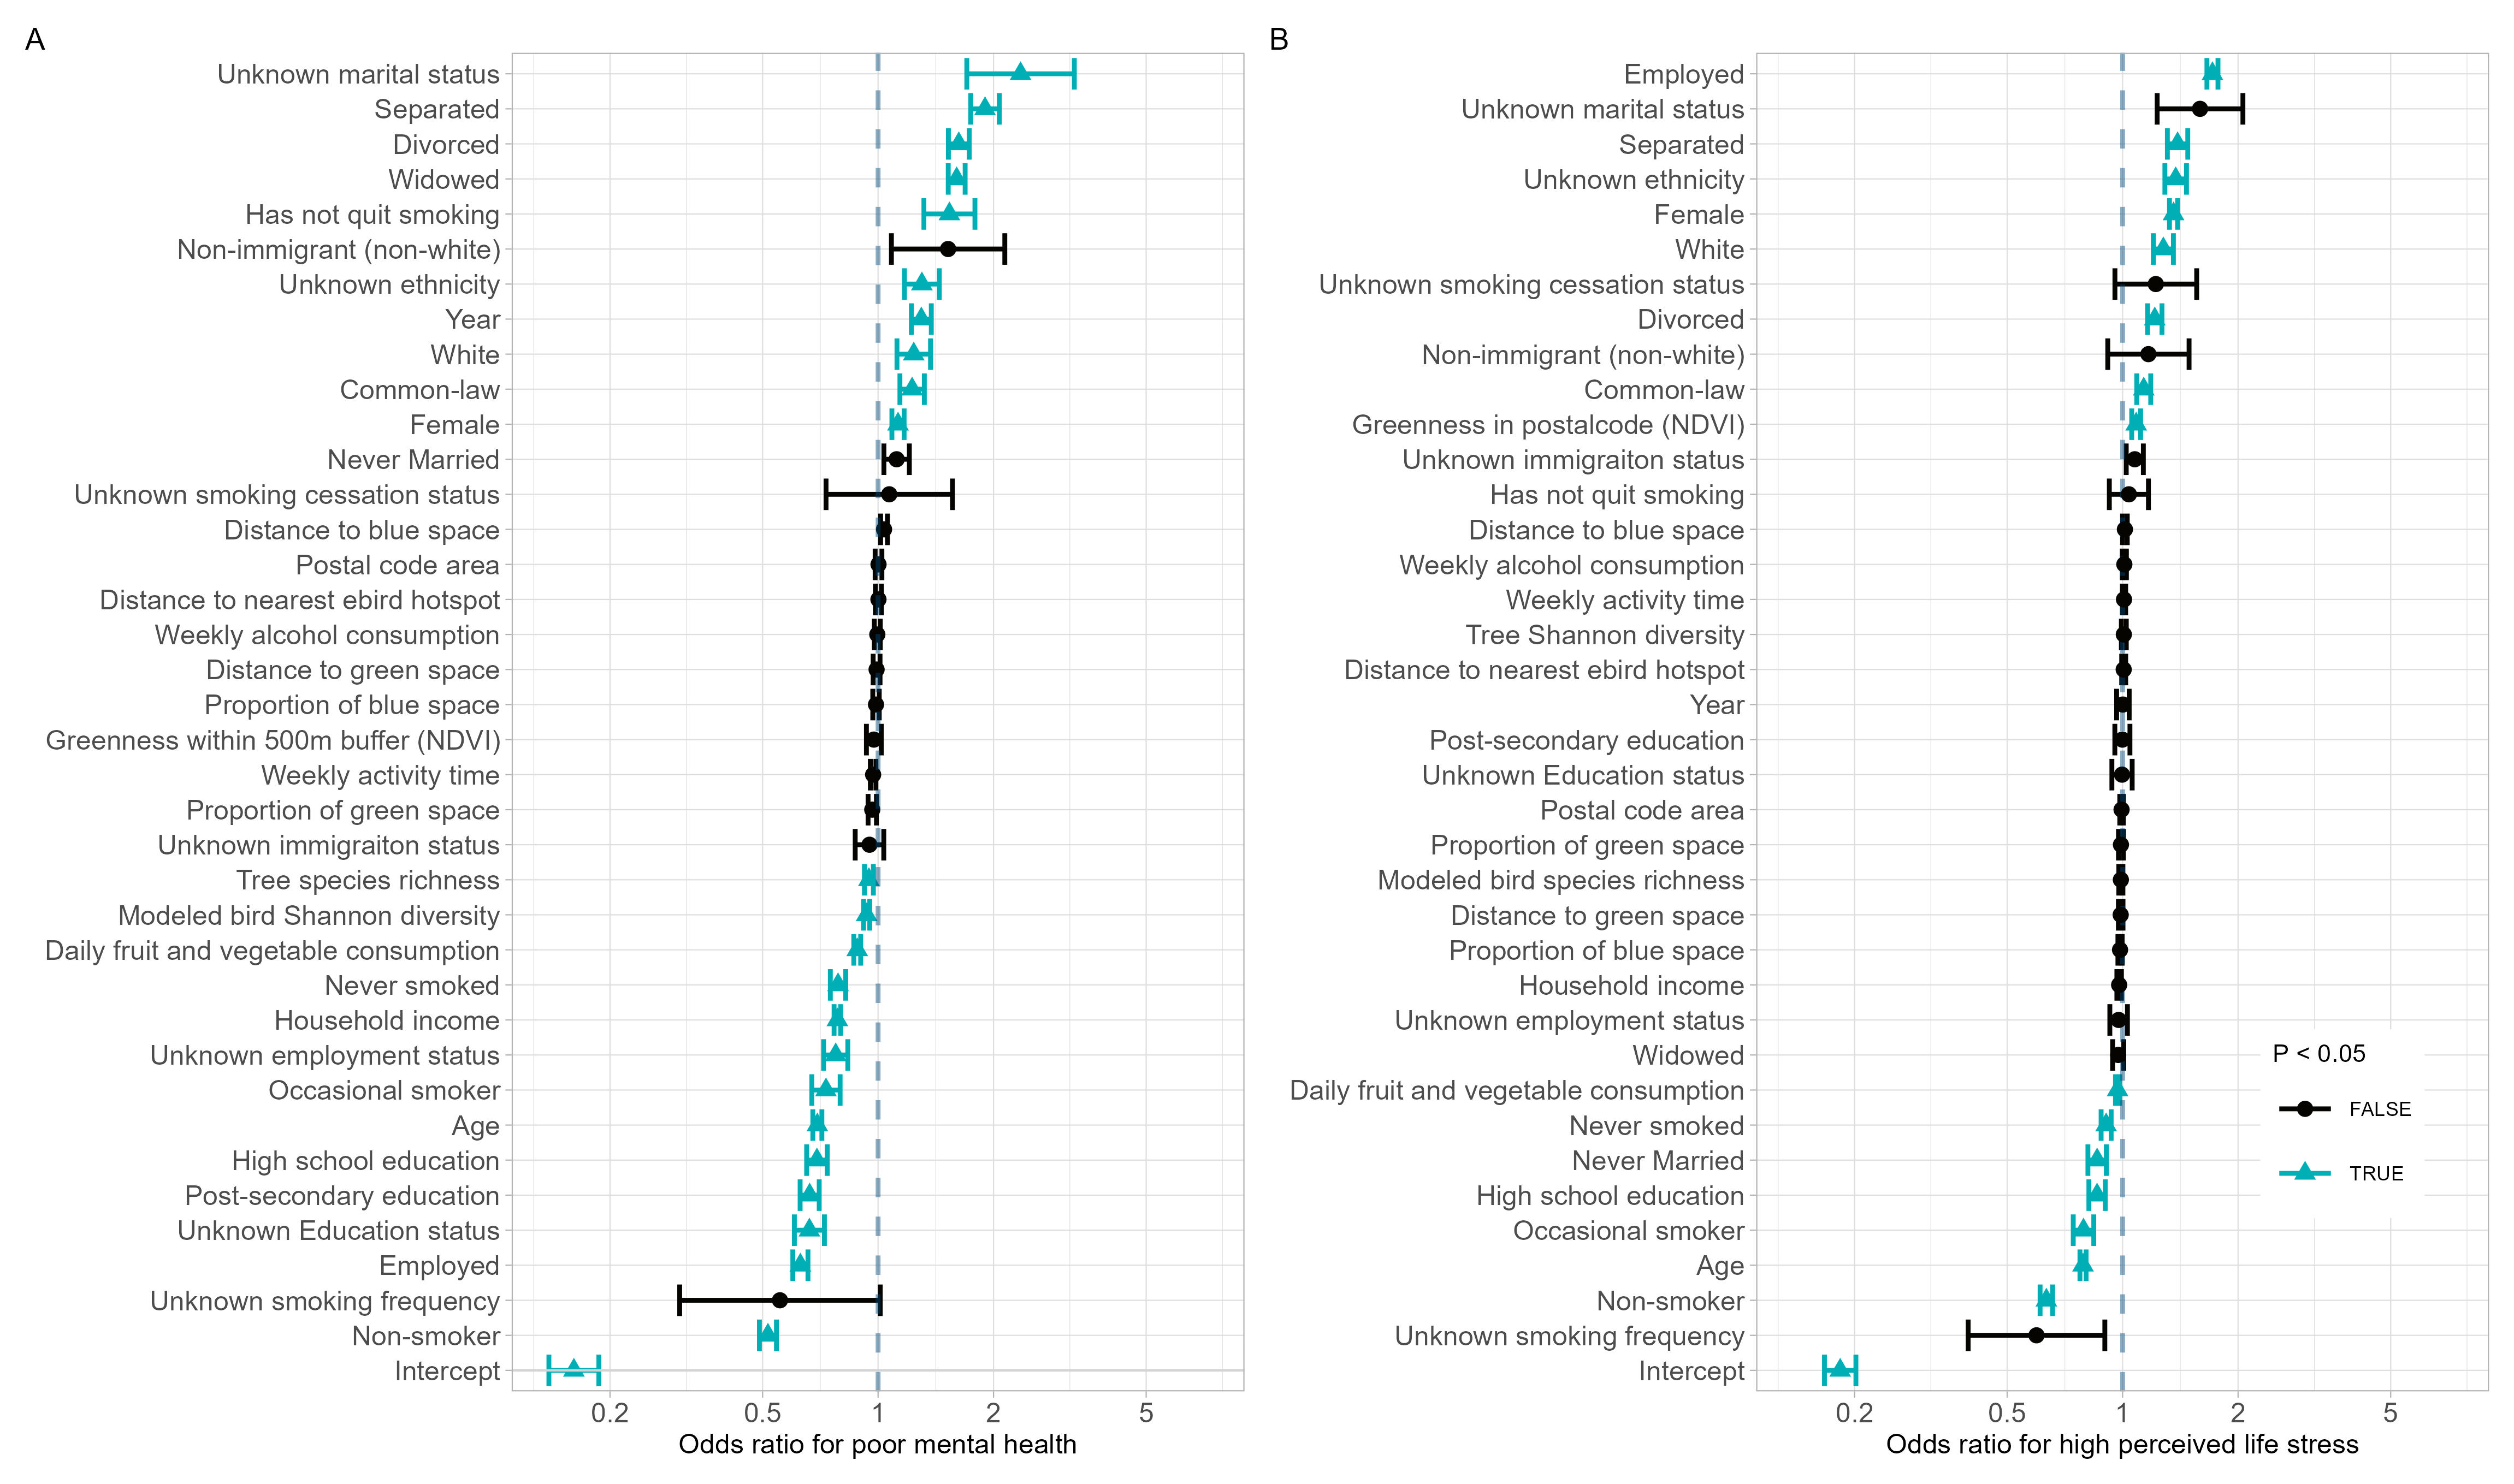 A
Unknown marital status
Separated
Divorced
Widowed
Has not quit smoking
Non-immigrant (non-white)
Unknown ethnicity
Year
White
Common-law
Female
Never Married
Unknown smoking cessation status
Distance to blue space
Postal code area
Distance to nearest ebird hotspot
Weekly alcohol consumption
Distance to green space
Proportion of blue space
Greenness within 500m buffer (NDVI)
Weekly activity time
Proportion of green space
Unknown immigraiton status
Tree species richness
Modeled bird Shannon diversity
Daily fruit and vegetable consumption
Never smoked
Household income
Unknown employment status
Occasional smoker
Age
High school education
Post-secondary education
Unknown Education status
Employed
Unknown smoking frequency
Non-smoker
Intercept
0.2 0.5 1 2 5
Odds ratio for poor mental health
B
Employed
Unknown marital status
Separated
Unknown ethnicity
Female
White
Unknown smoking cessation status
Divorced
Non-immigrant (non-white)
Common-law
Greenness in postalcode (NDVI)
Unknown immigraiton status
Has not quit smoking
Distance to blue space
Weekly alcohol consumption
Weekly activity time
Tree Shannon diversity
Distance to nearest ebird hotspot
Year
Post-secondary education
Unknown Education status
Postal code area
Proportion of green space
Modeled bird species richness
Distance to green space
Proportion of blue space
Household income
Unknown employment status
Widowed
Daily fruit and vegetable consumption
Never smoked
Never Married
High school education
Occasional smoker
Age
Non-smoker
Unknown smoking frequency
Intercept
0.2 0.5 1 2 5
Odds ratio for high perceived life stress
P < 0.05
FALSE
TRUE